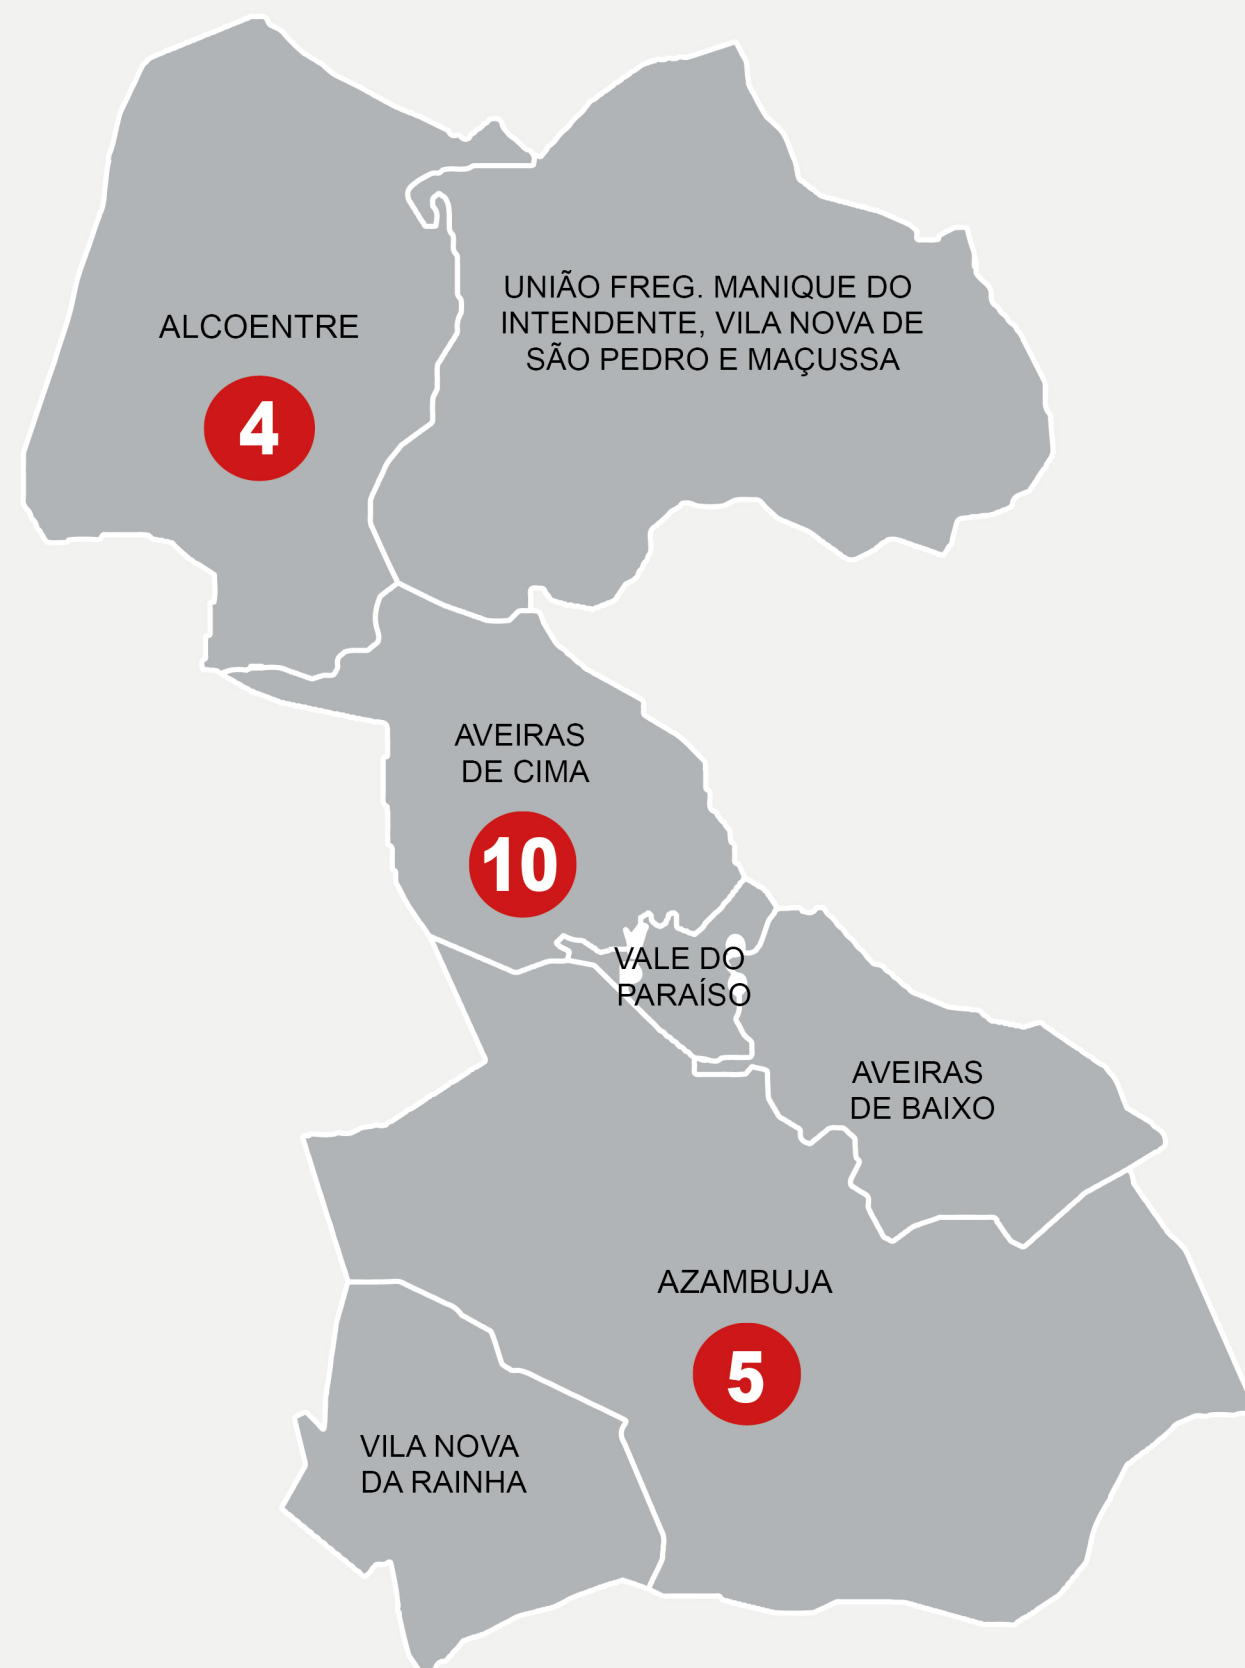 UNIÃO FREG. MANIQUE DO
INTENDENTE, VILA NOVA DE
SÃO PEDRO E MAÇUSSA
ALCOENTRE
4
AVEIRAS
DE CIMA
10
VALE DO
PARAÍSO
AVEIRAS
DE BAIXO
AZAMBUJA
5
VILA NOVA
DA RAINHA